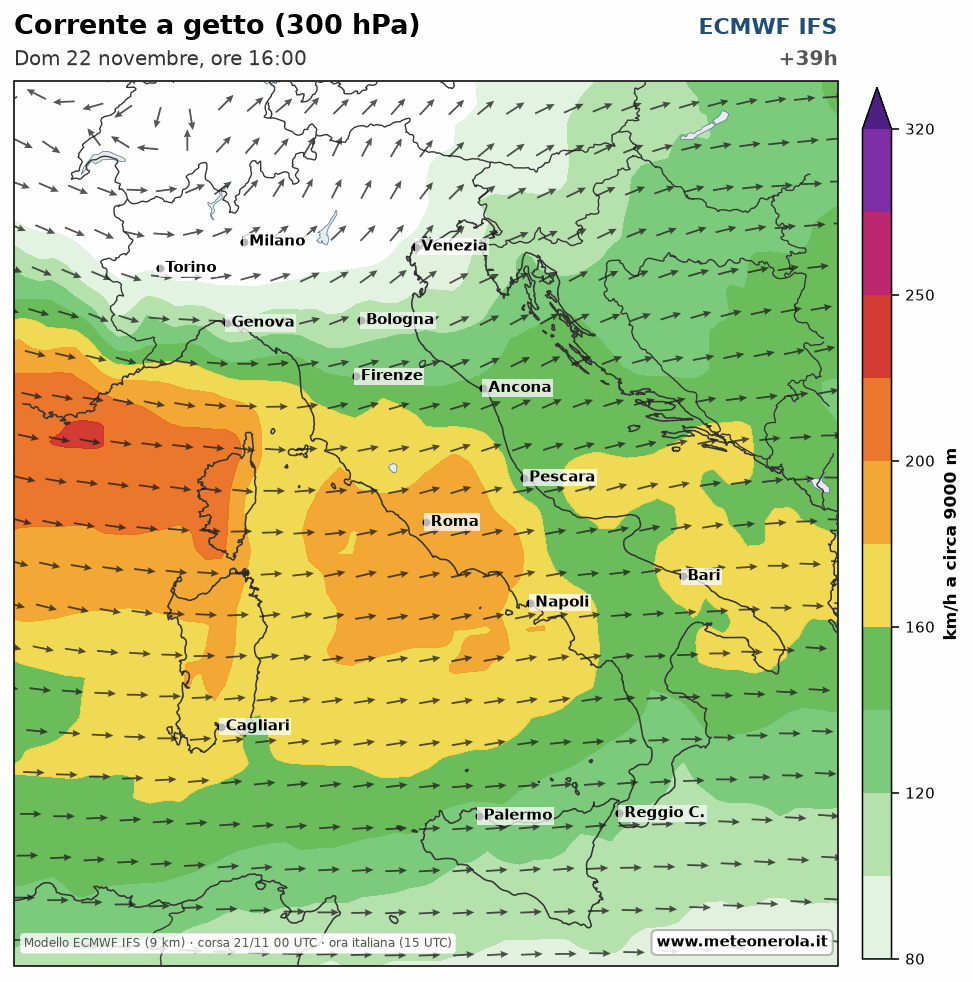 Corrente a getto (300 hPa)
ECMWF IFS
Dom 22 novembre, ore 16:00
+39h
Milano
Venezia
Torino
Genova
Bologna
Firenze
Ancona
Pescara
Roma
Bari
Napoli
Cagliari
Palermo
Reggio C.
320
250
200
160
120
80
km/h a circa 9000 m
Modello ECMWF IFS (9 km) · corsa 21/11 00 UTC · ora italiana (15 UTC)
www.meteonerola.it